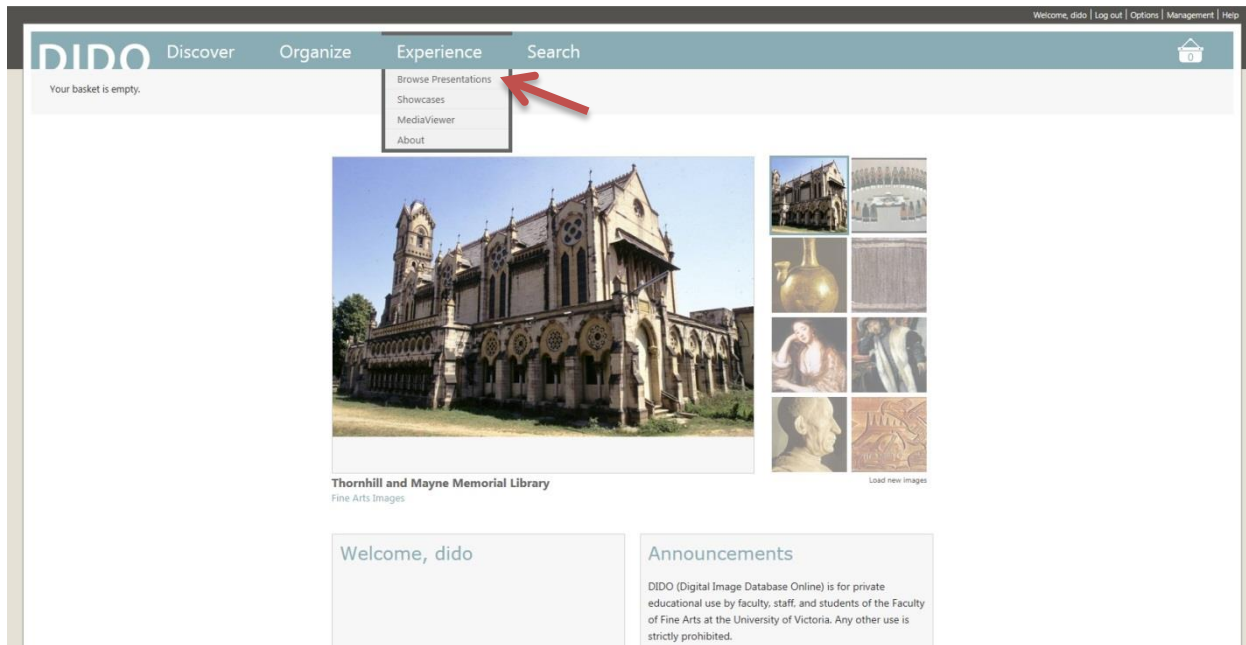 Welcome, dido | Log out | Options | Management | Help
DIDO Discover Organize Experience Search
0
Your basket is empty.
Browse Presentations
Showcases
MediaViewer
About
Load new images
Thornhill and Mayne Memorial Library
Fine Arts Images
Welcome, dido
Announcements
DIDO (Digital Image Database Online) is for private
educational use by faculty, staff, and students of the Faculty
of Fine Arts at the University of Victoria. Any other use is
strictly prohibited.